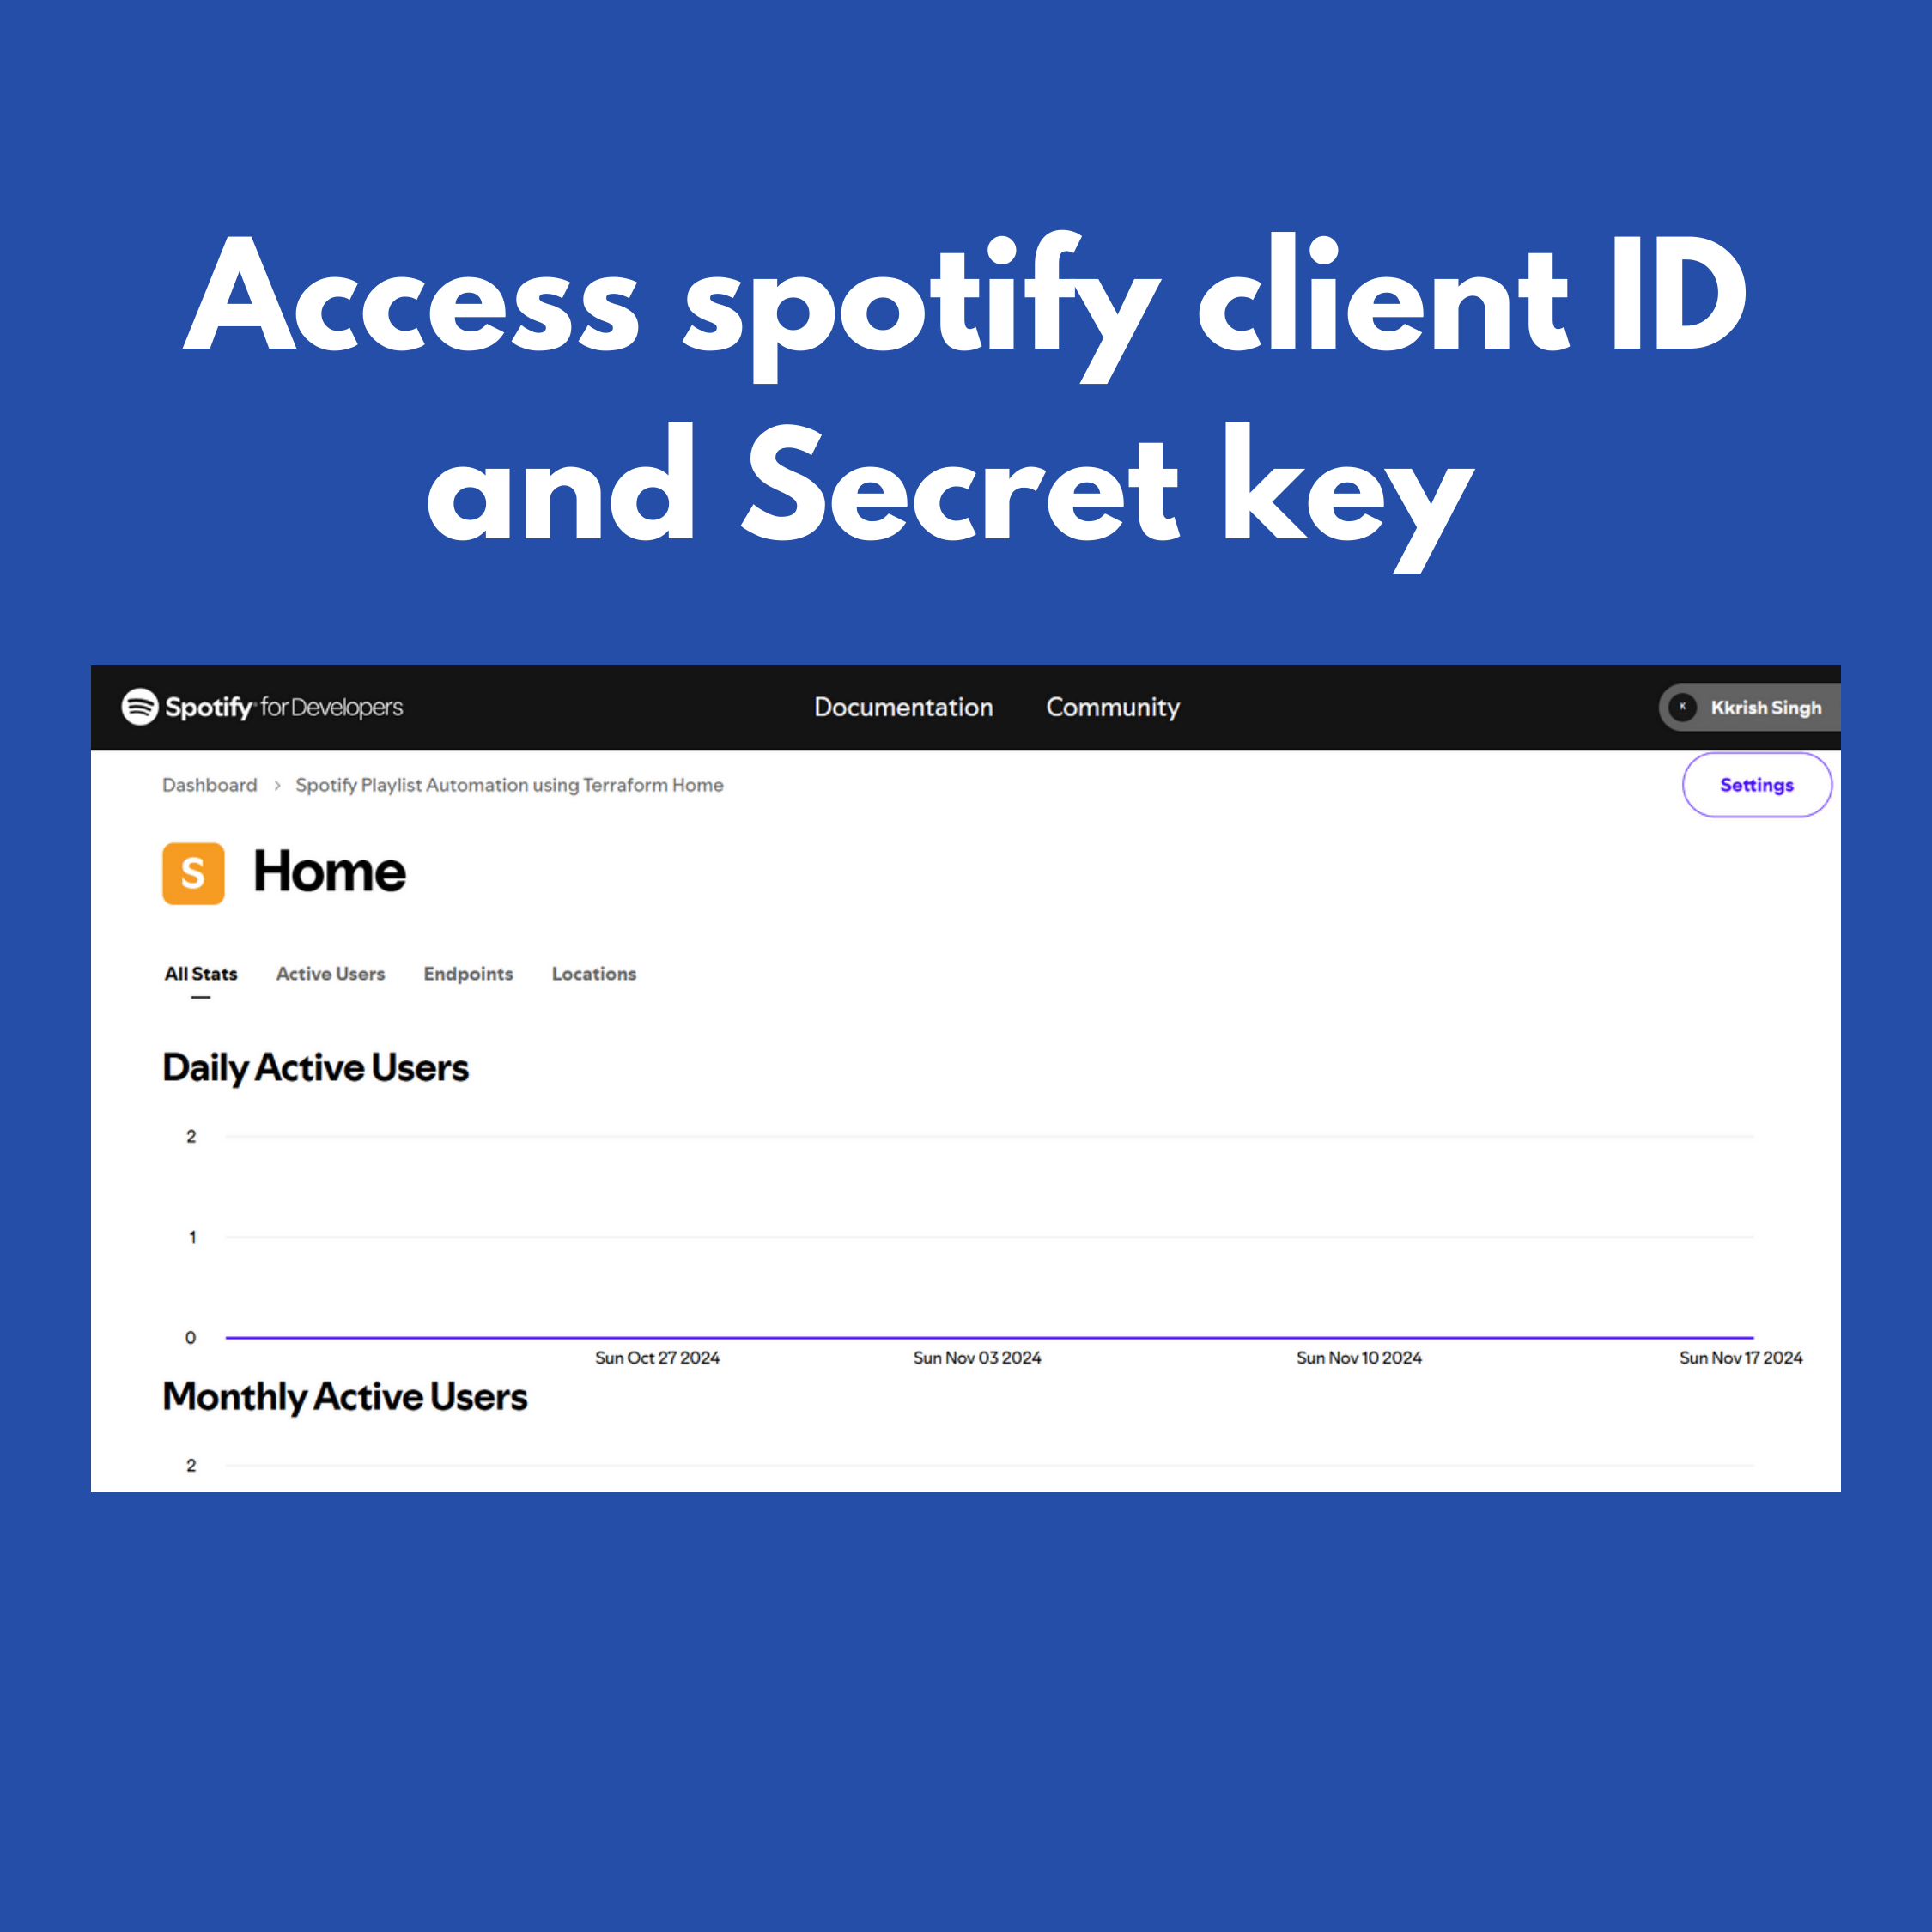 Access spotify client ID
and Secret key
Spotify for Developers
Documentation
Community
K
Kkrish Singh
Dashboard > Spotify Playlist Automation using Terraform Home
Settings
S
Home
All Stats
Active Users
Endpoints
Locations
Daily Active Users
2
1
0
Sun Oct 27 2024
Sun Nov 03 2024
Sun Nov 10 2024
Sun Nov 17 2024
Monthly Active Users
2